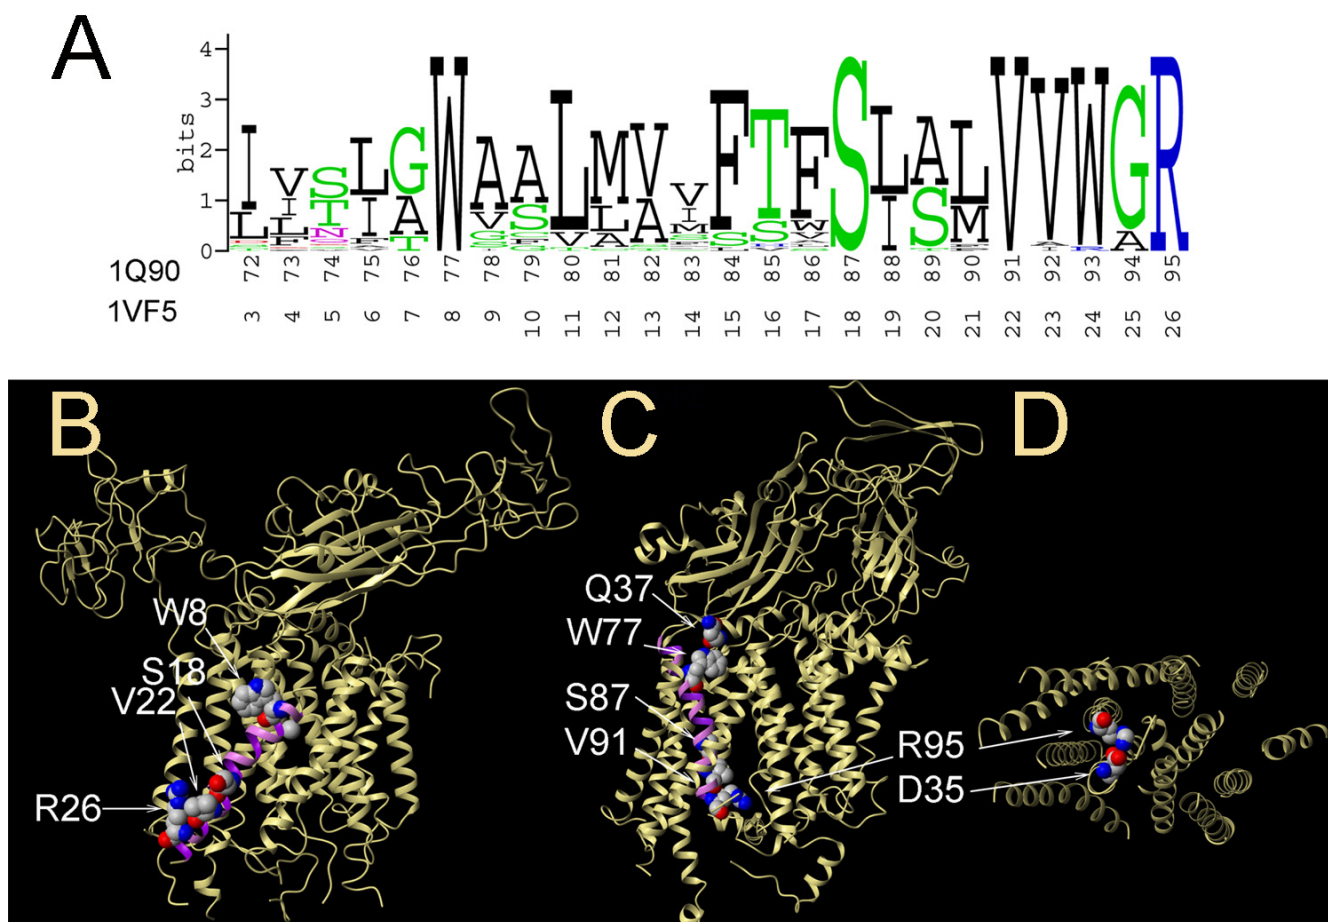 A
bits
4
3
2
1
0
I V S L G W A A L M V V F T F S L A L V V W G R
L I T I A V S V L A I S S W I S M A
1Q90 72 73 74 75 76 77 78 79 80 81 82 83 84 85 86 87 88 89 90 91 92 93 94 95
1VF5 3 4 5 6 7 8 9 10 11 12 13 14 15 16 17 18 19 20 21 22 23 24 25 26
B
W8
S18
V22
R26
C
Q37
W77
S87
V91
D
R95
D35